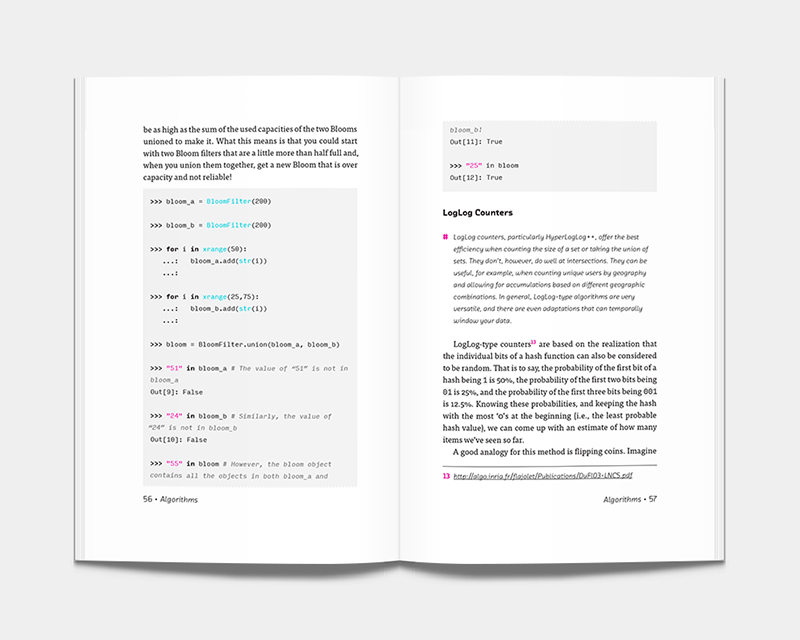 be as high as the sum of the used capacities of the two Blooms
unioned to make it. What this means is that you could start
with two Bloom filters that are a little more than half full and,
when you union them together, get a new Bloom that is over
capacity and not reliable!
>>> bloom_a = BloomFilter(200)
>>> bloom_b = BloomFilter(200)
>>> for i in xrange(50):
...: bloom_a.add(str(i))
...:
>>> for i in xrange(25,75):
...: bloom_b.add(str(i))
...:
>>> bloom = BloomFilter.union(bloom_a, bloom_b)
>>> "51" in bloom_a # The value of "51" is not in
bloom_a
Out[9]: False
>>> "24" in bloom_b # Similarly, the value of
"24" is not in bloom_b
Out[10]: False
>>> "55" in bloom # However, the bloom object
contains all the objects in both bloom_a and
56 • Algorithms
bloom_b!
Out[11]: True
>>> "25" in bloom
Out[12]: True
LogLog Counters
# LogLog counters, particularly HyperLogLog++, offer the best
efficiency when counting the size of a set or taking the union of
sets. They don't, however, do well at intersections. They can be
useful, for example, when counting unique users by geography
and allowing for accumulations based on different geographic
combinations. In general, LogLog-type algorithms are very
versatile, and there are even adaptations that can temporally
window your data.
LogLog-type counters13 are based on the realization that
the individual bits of a hash function can also be considered
to be random. That is to say, the probability of the first bit of a
hash being 1 is 50%, the probability of the first two bits being
01 is 25%, and the probability of the first three bits being 001
is 12.5%. Knowing these probabilities, and keeping the hash
with the most '0's at the beginning (i.e., the least probable
hash value), we can come up with an estimate of how many
items we've seen so far.
A good analogy for this method is flipping coins. Imagine
13 http://algo.inria.fr/flajolet/Publications/DuFl03-LNCS.pdf
Algorithms • 57